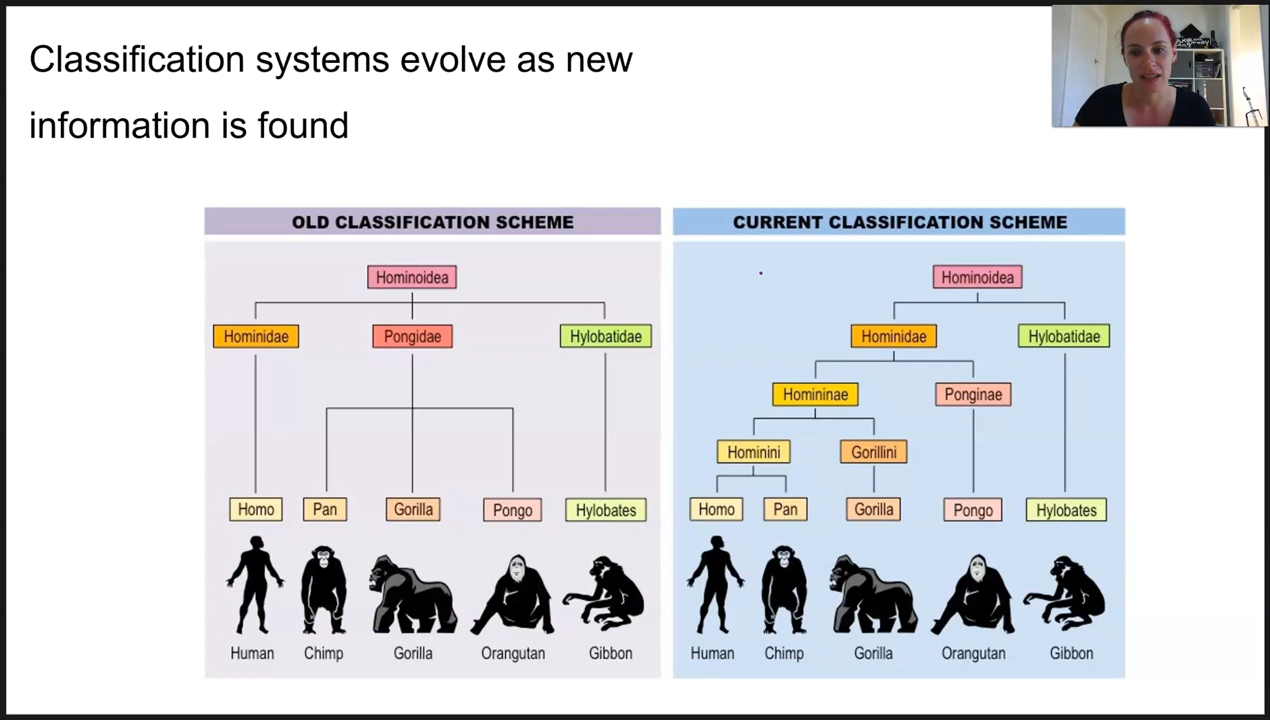 Classification systems evolve as new
information is found
OLD CLASSIFICATION SCHEME
Hominoidea
Hominidae Pongidae Hylobatidae
Homo Pan Gorilla Pongo Hylobates
Human Chimp Gorilla Orangutan Gibbon
CURRENT CLASSIFICATION SCHEME
Hominoidea
Hominidae Hylobatidae
Homininae Ponginae
Hominini Gorillini
Homo Pan Gorilla Pongo Hylobates
Human Chimp Gorilla Orangutan Gibbon